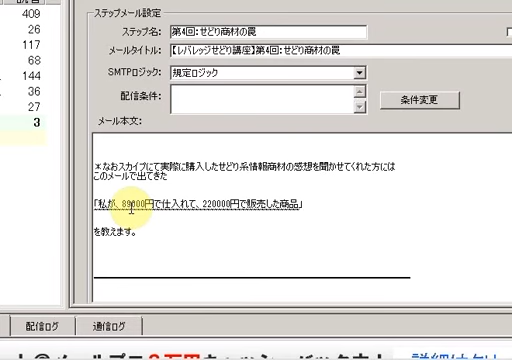 409
26
117
68
144
36
27
3
ステップメール設定
ステップ名: 第4回:せどり商材の罠
メールタイトル: 【レバレッジせどり講座】第4回:せどり商材の罠
SMTPロジック: 規定ロジック
配信条件:
条件変更
メール本文:
*なおスカイプにて実際に購入したせどり系情報商材の感想を聞かせてくれた方には
このメールで出てきた
「私が、89000円で仕入れて、220000円で販売した商品」
を教えます。
配信ログ
通信ログ